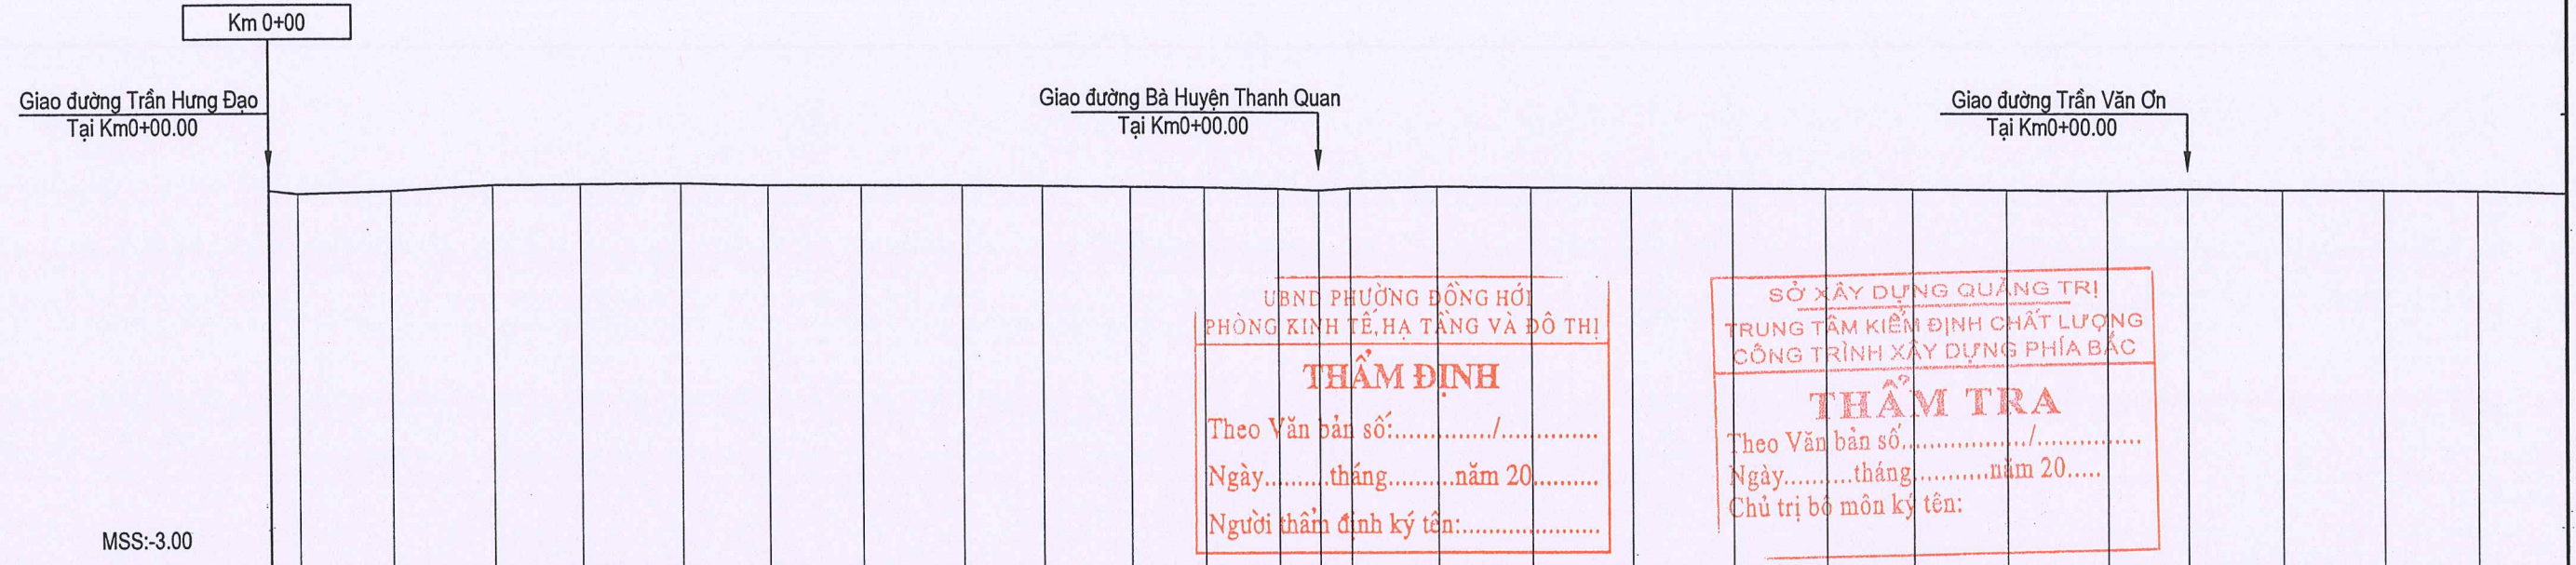 Km 0+00
Giao đường Trần Hưng Đạo
Tại Km0+00.00
Giao đường Bà Huyện Thanh Quan
Tại Km0+00.00
Giao đường Trần Văn Ơn
Tại Km0+00.00
UBND PHƯỜNG ĐỒNG HỚI
PHÒNG KINH TẾ, HẠ TẦNG VÀ ĐÔ THỊ
THẨM ĐỊNH
Theo Văn bản số:............../..............
Ngày.........tháng.........năm 20.........
Người thẩm định ký tên:....................
SỞ XÂY DỰNG QUẢNG TRỊ
TRUNG TÂM KIỂM ĐỊNH CHẤT LƯỢNG
CÔNG TRÌNH XÂY DỰNG PHÍA BẮC
THẨM TRA
Theo Văn bản số................./...............
Ngày..........tháng...........năm 20.....
Chủ trị bộ môn ký tên:
MSS:-3.00